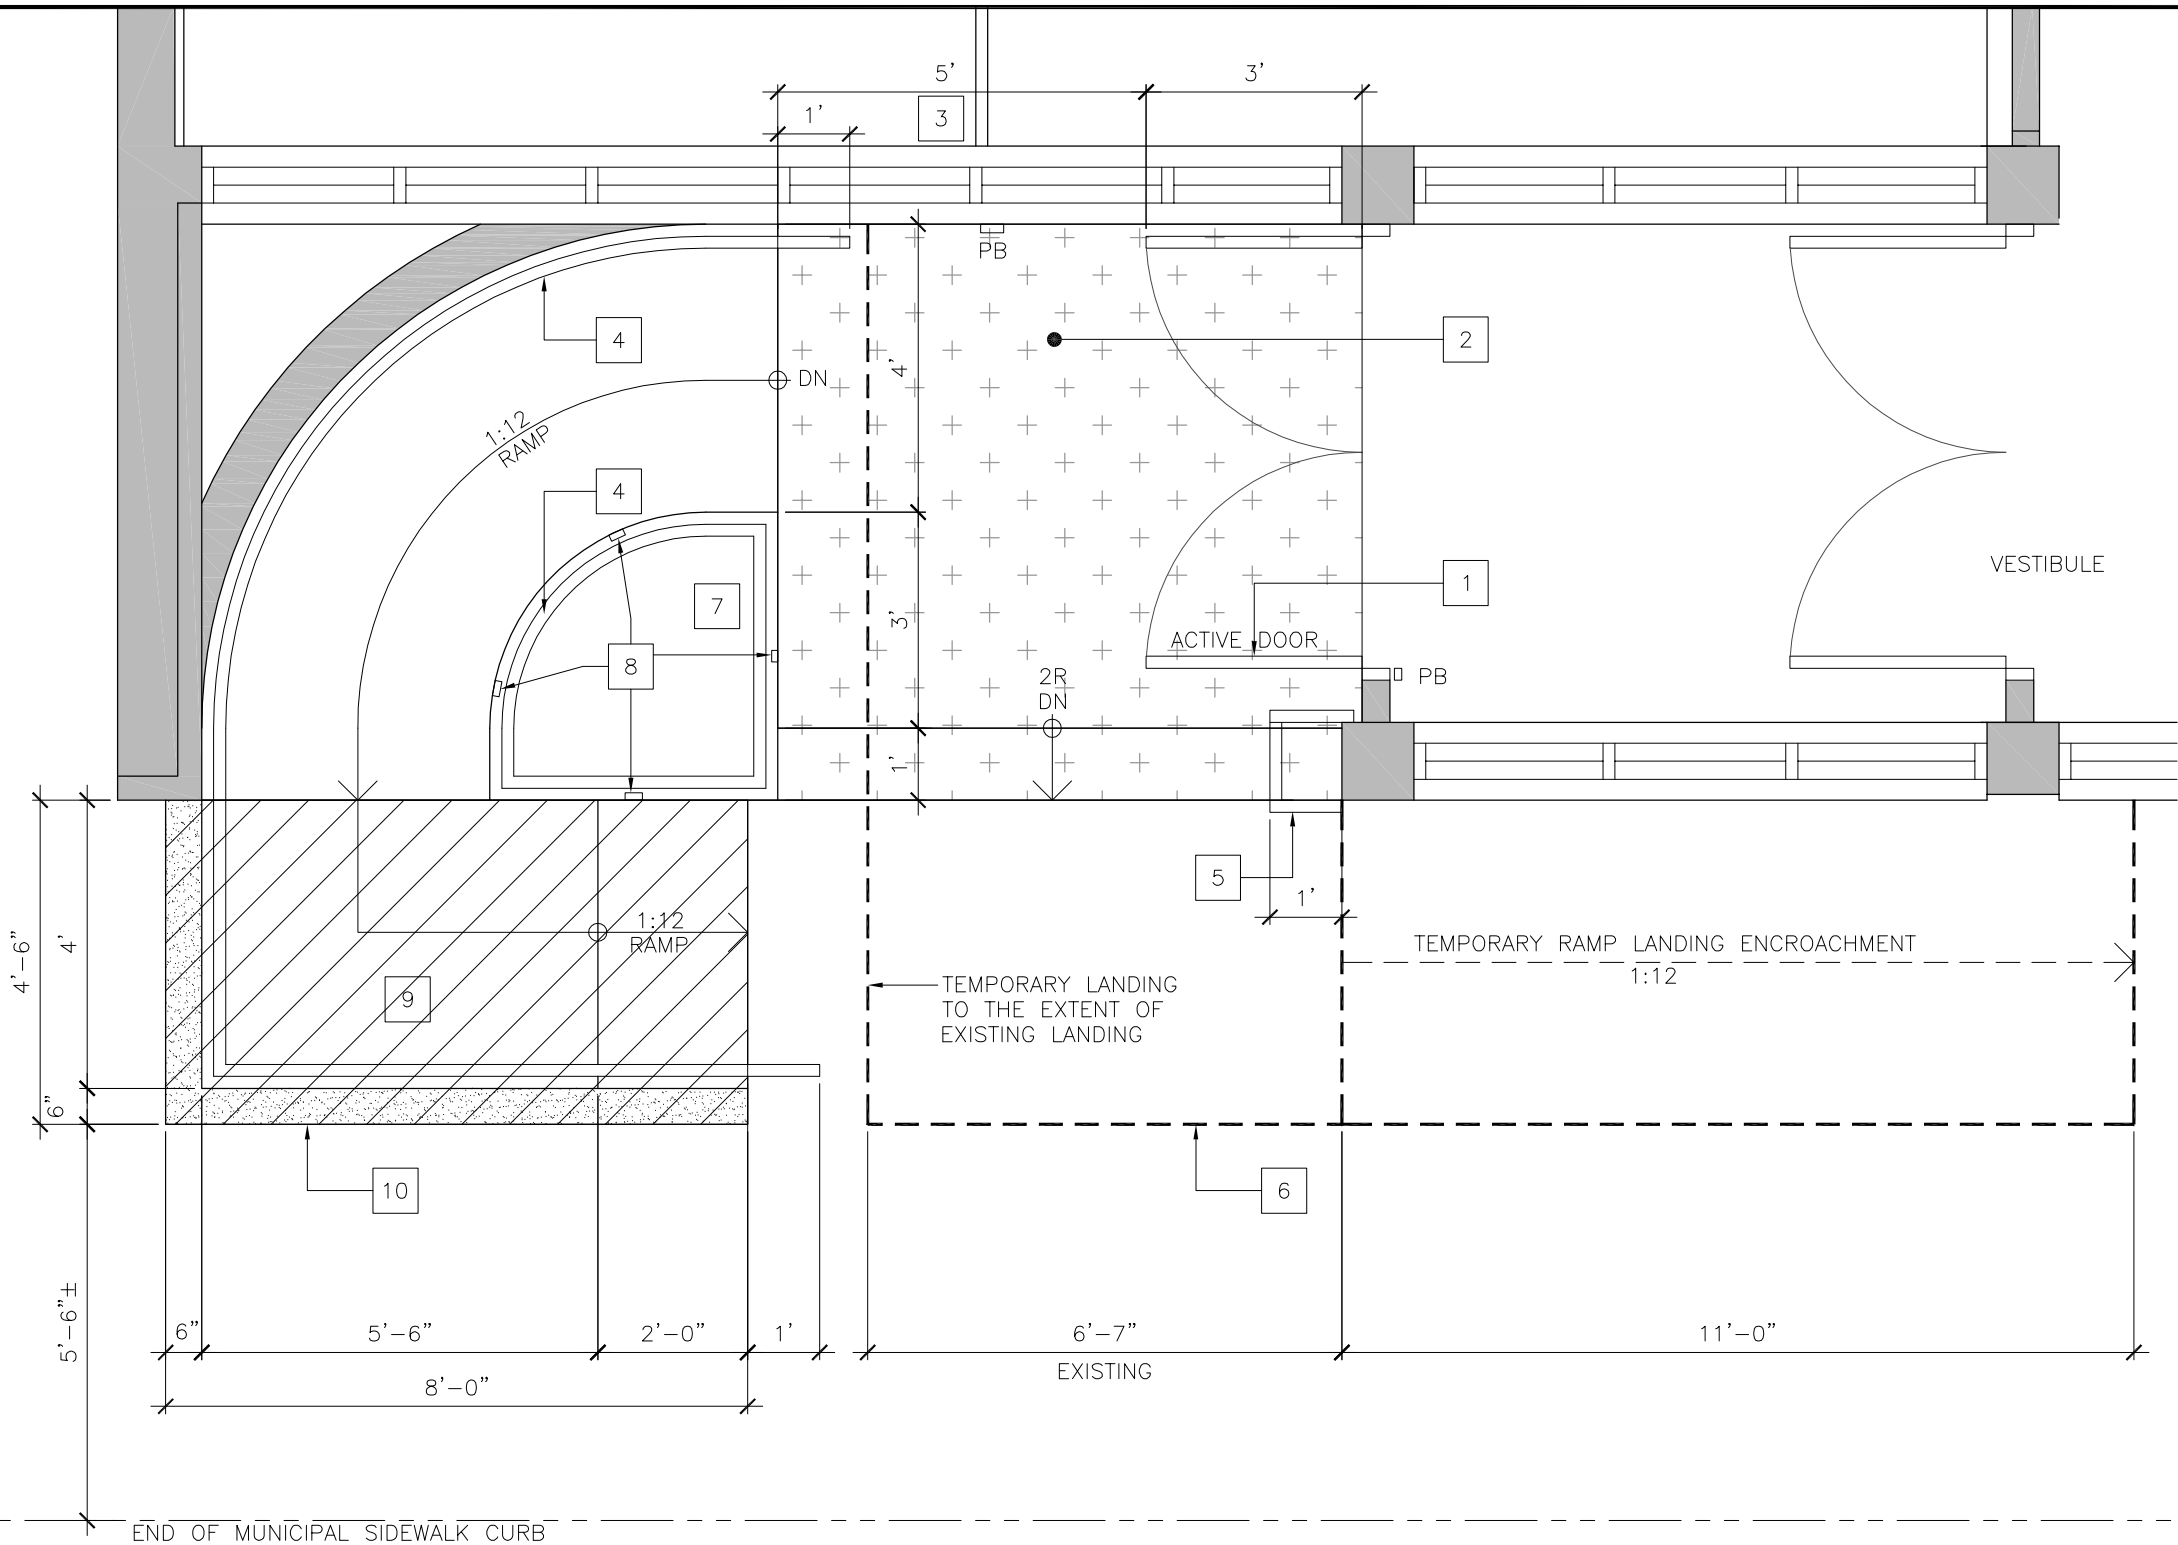 5'
3'
1'
3
PB
4
2
4'
DN
1:12
RAMP
4
VESTIBULE
7
1
3'
ACTIVE DOOR
8
2R
DN
PB
1'
5
1'
4'-6"
4'
1:12
RAMP
TEMPORARY RAMP LANDING ENCROACHMENT
1:12
9
TEMPORARY LANDING
TO THE EXTENT OF
EXISTING LANDING
6"
10
6
5'-6"±
6"
5'-6"
2'-0"
1'
6'-7"
EXISTING
11'-0"
8'-0"
END OF MUNICIPAL SIDEWALK CURB